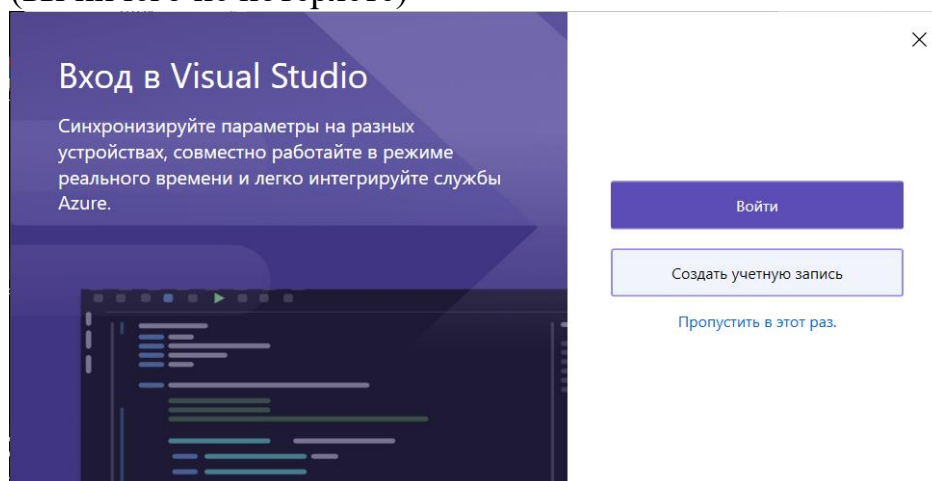 Вход в Visual Studio
Синхронизируйте параметры на разных
устройствах, совместно работайте в режиме
реального времени и легко интегрируйте службы
Azure.
Войти
Создать учетную запись
Пропустить в этот раз.